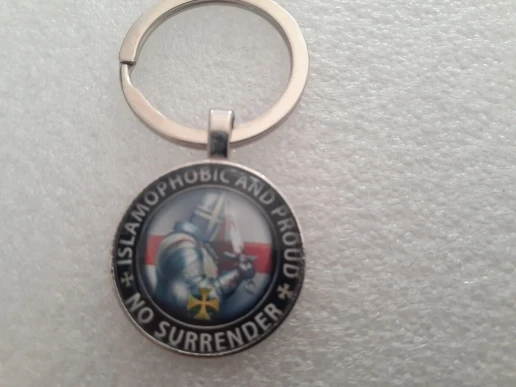 ISLAMOPHOBIC AND PROUD
NO SURRENDER